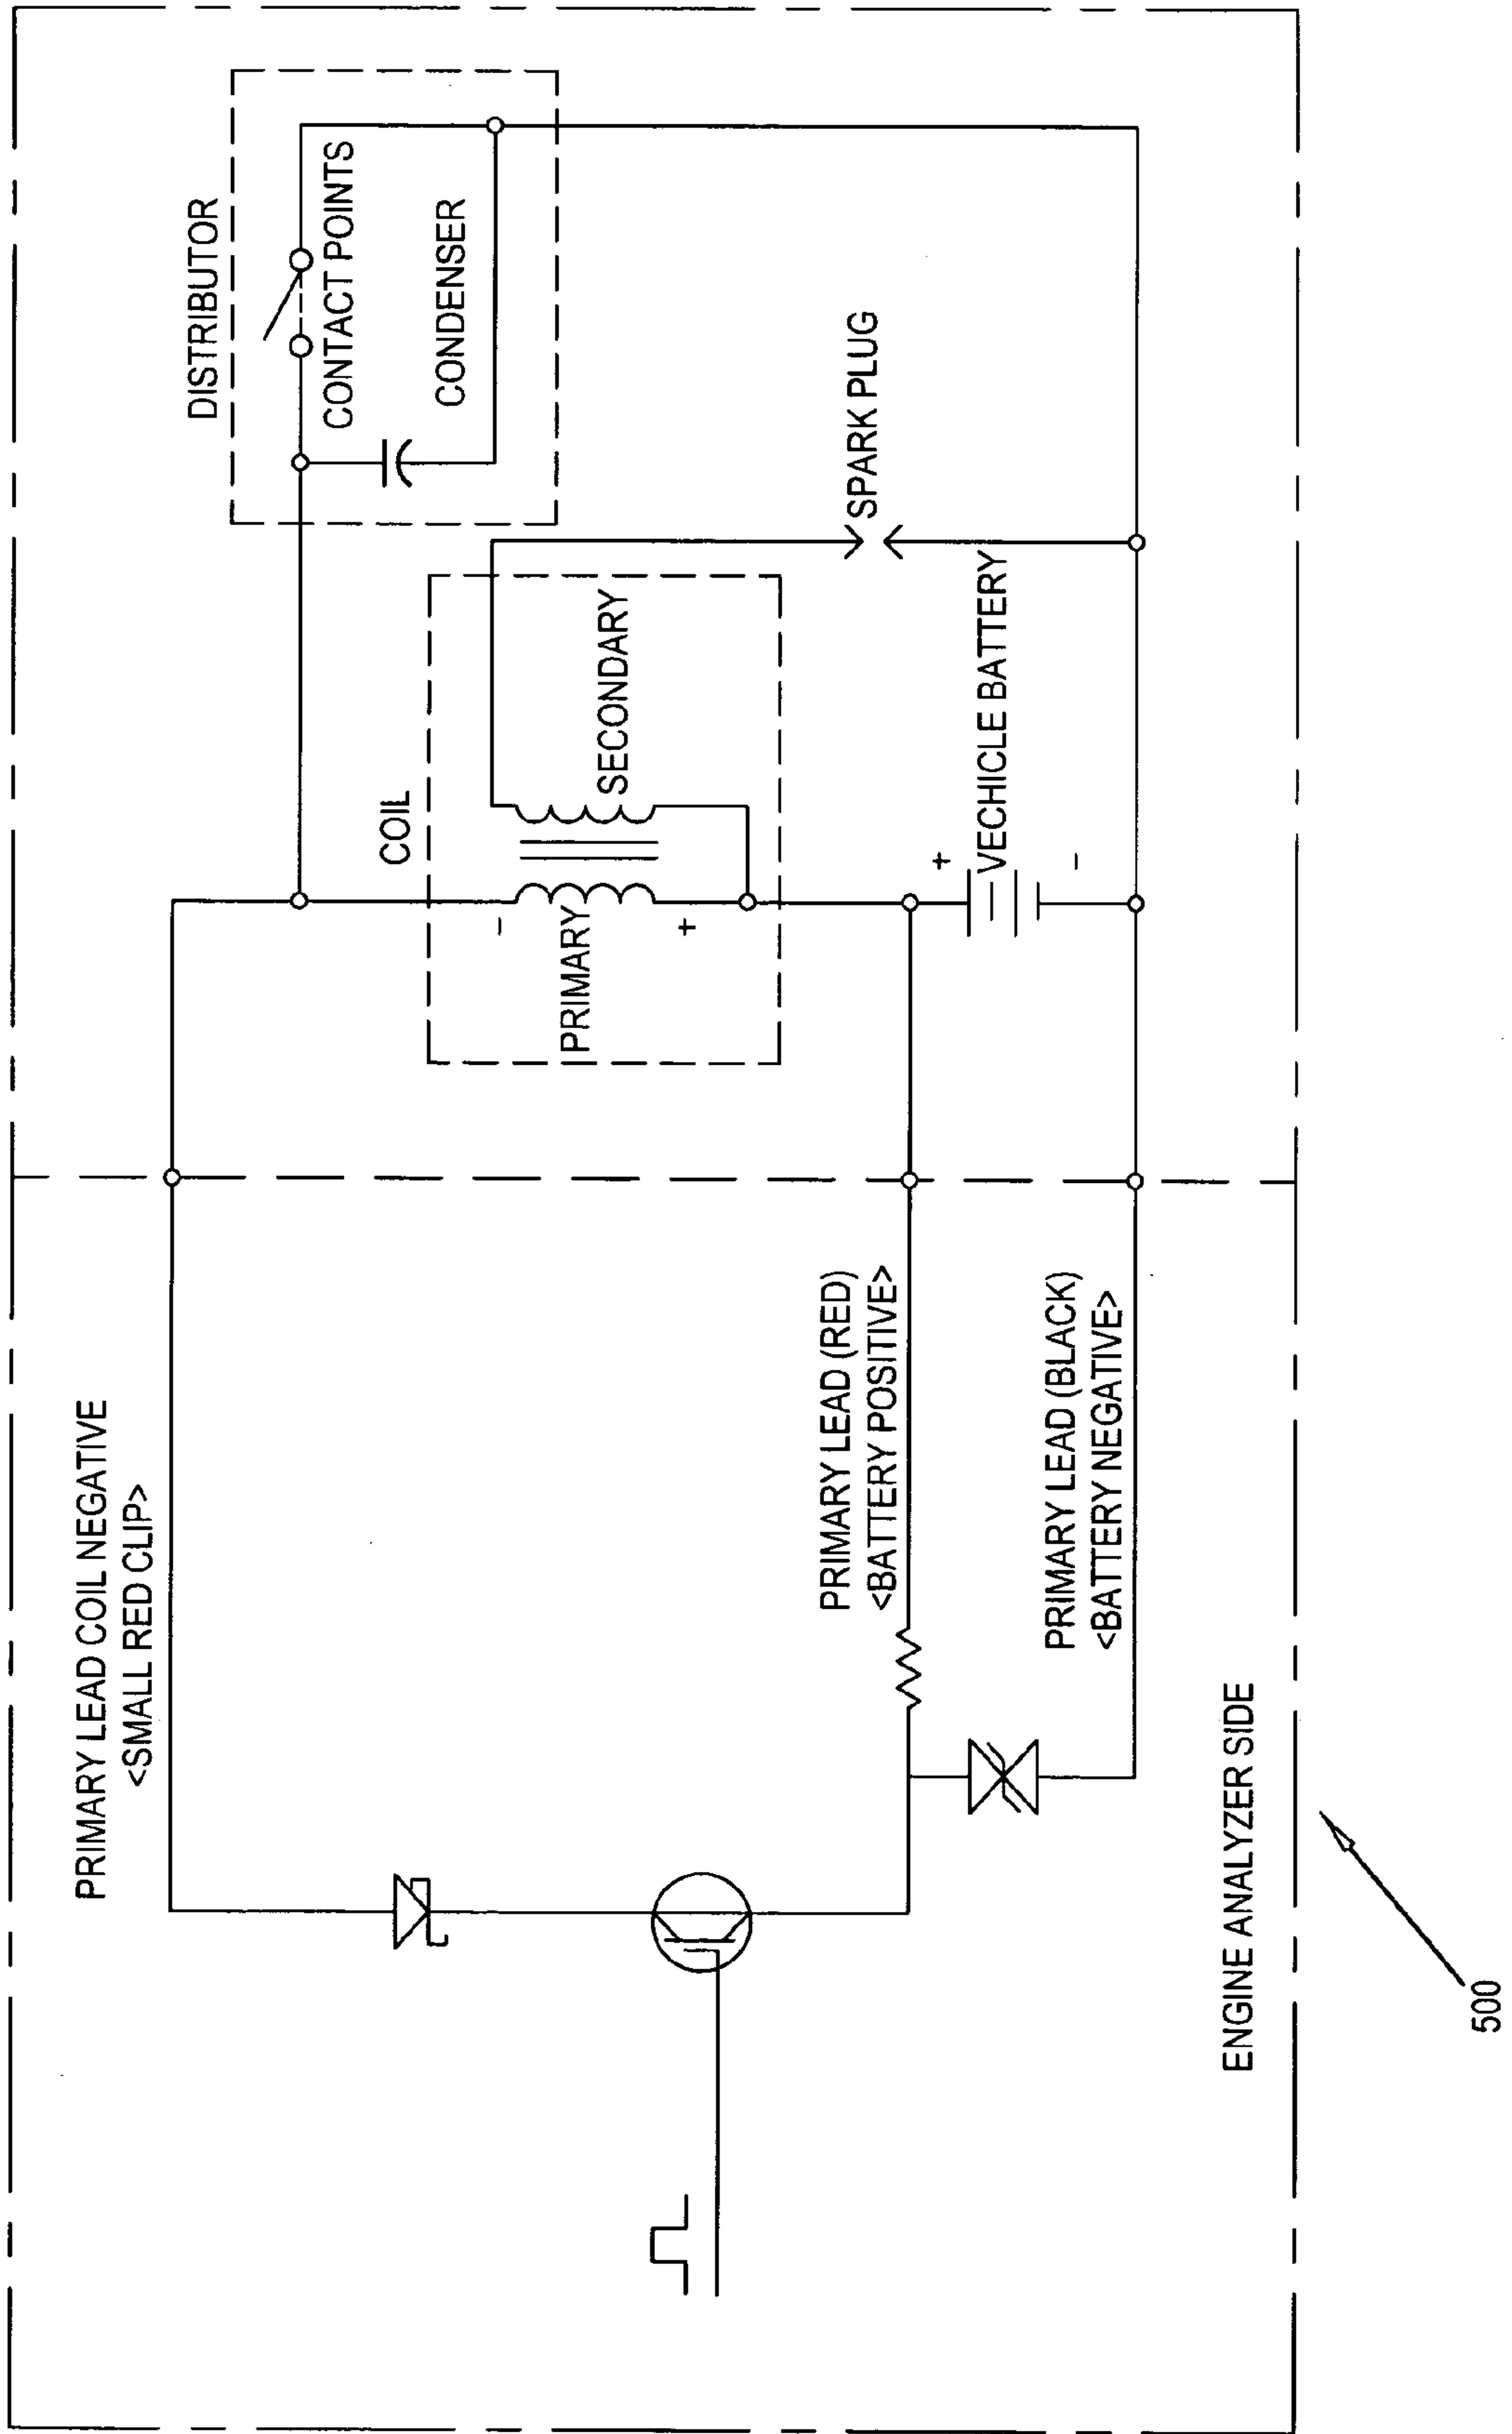 PRIMARY LEAD COIL NEGATIVE
<SMALL RED CLIP>
DISTRIBUTOR
CONTACT POINTS
CONDENSER
COIL
-
+
PRIMARY
SECONDARY
SPARK PLUG
+
VECHICLE BATTERY
-
PRIMARY LEAD (RED)
<BATTERY POSITIVE>
PRIMARY LEAD (BLACK)
<BATTERY NEGATIVE>
ENGINE ANALYZER SIDE
500